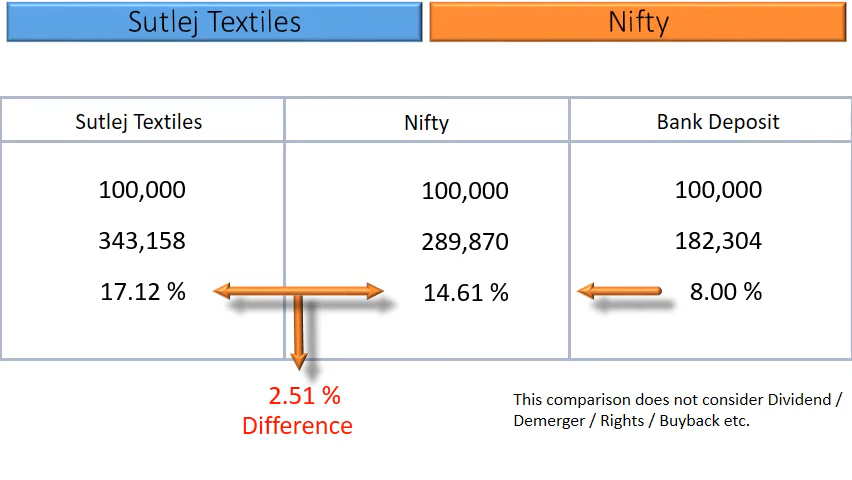 Sutlej Textiles
Nifty
Sutlej Textiles
Nifty
Bank Deposit
100,000
100,000
100,000
343,158
289,870
182,304
17.12 %
14.61 %
8.00 %
2.51 %
Difference
This comparison does not consider Dividend /
Demerger / Rights / Buyback etc.